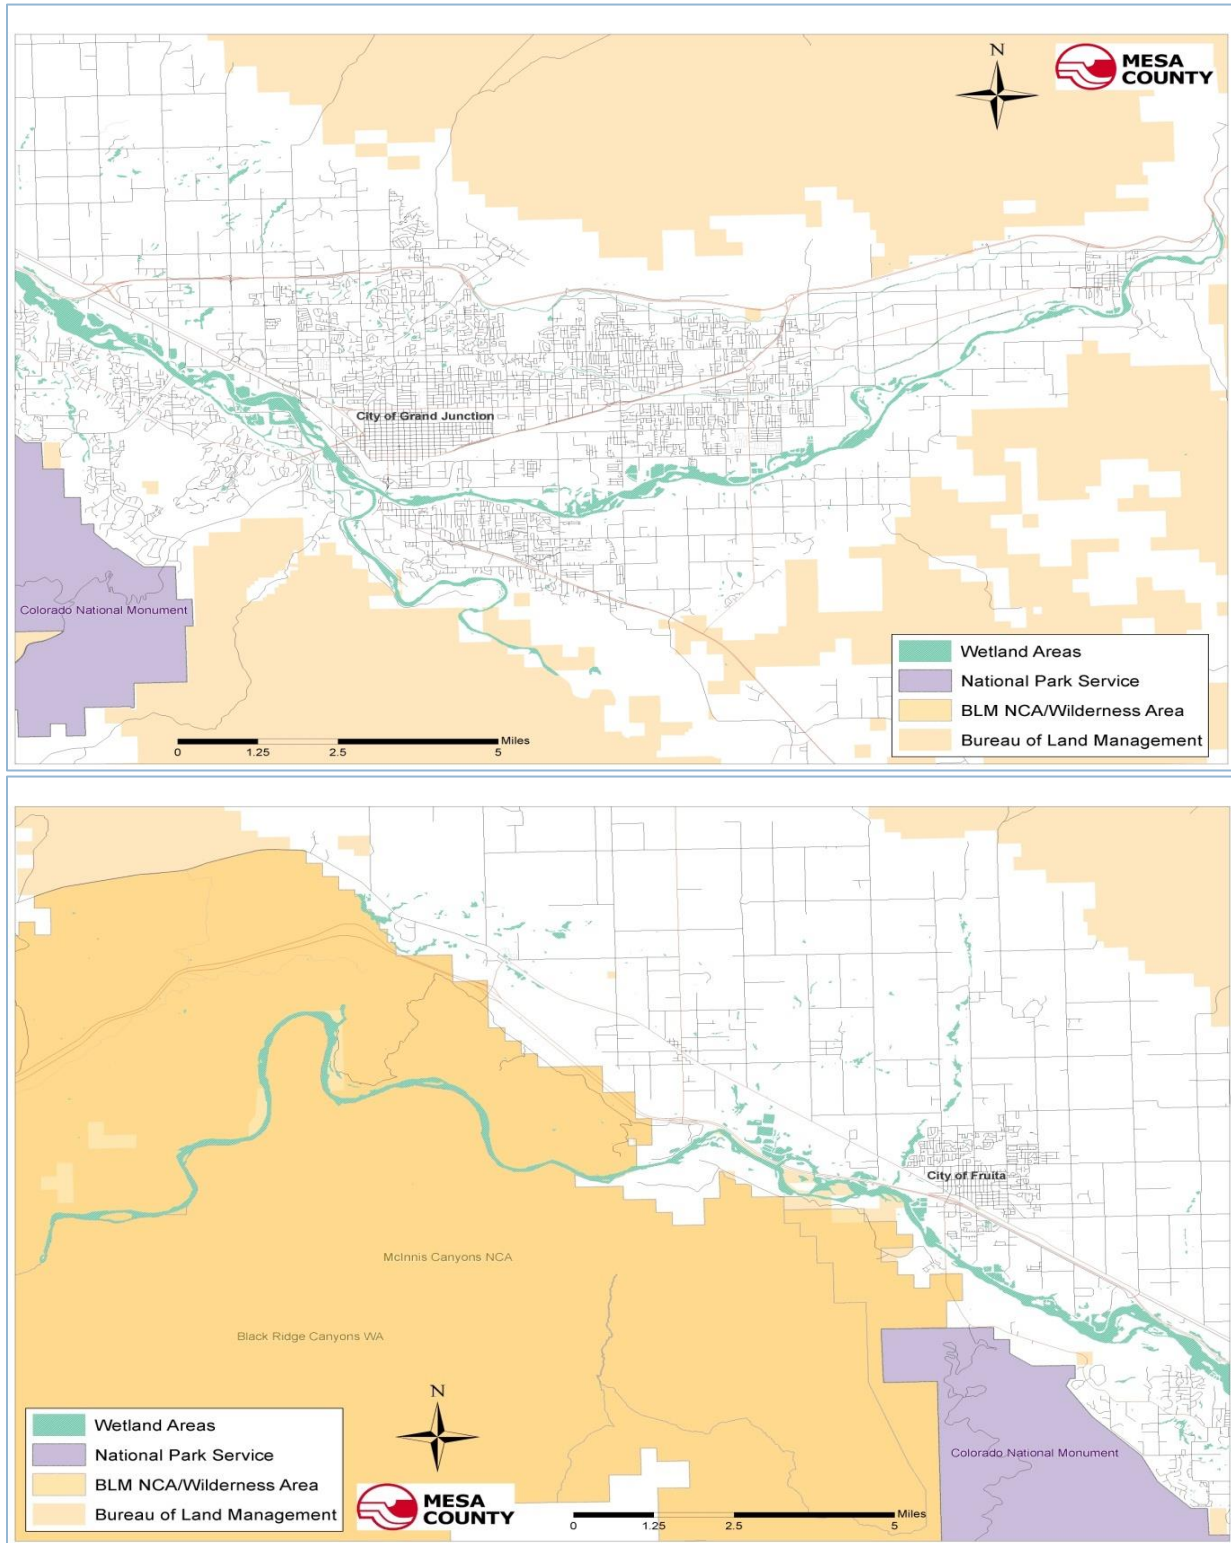 N
MESA
COUNTY
City of Grand Junction
Colorado National Monument
Wetland Areas
National Park Service
BLM NCA/Wilderness Area
Bureau of Land Management
Miles
0 1.25 2.5 5
City of Fruita
McInnis Canyons NCA
Black Ridge Canyons WA
N
Wetland Areas
National Park Service
BLM NCA/Wilderness Area
Bureau of Land Management
MESA
COUNTY
Colorado National Monument
Miles
0 1.25 2.5 5